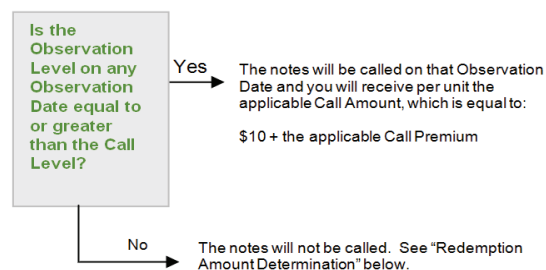 Is the
Observation
Level on any
Observation
Date equal to
or greater
than the Call
Level?
Yes
The notes will be called on that Observation
Date and you will receive per unit the
applicable Call Amount, which is equal to:
$10 + the applicable Call Premium
No
The notes will not be called. See “Redemption
Amount Determination” below.